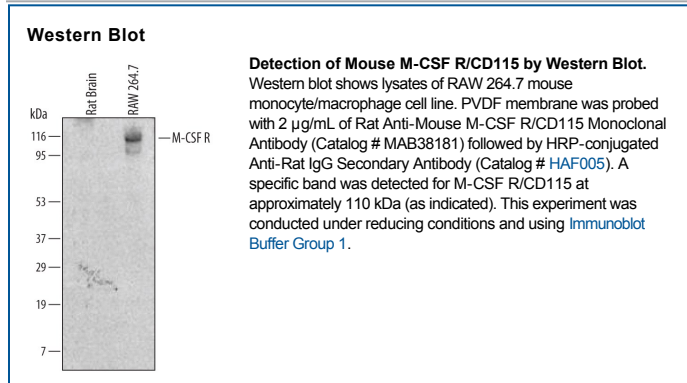 Western Blot
Rat Brain
RAW 264.7
kDa
116
M-CSF R
95
53
37
29
19
7
Detection of Mouse M-CSF R/CD115 by Western Blot.
Western blot shows lysates of RAW 264.7 mouse
monocyte/macrophage cell line. PVDF membrane was probed
with 2 µg/mL of Rat Anti-Mouse M-CSF R/CD115 Monoclonal
Antibody (Catalog # MAB38181) followed by HRP-conjugated
Anti-Rat IgG Secondary Antibody (Catalog # HAF005). A
specific band was detected for M-CSF R/CD115 at
approximately 110 kDa (as indicated). This experiment was
conducted under reducing conditions and using Immunoblot
Buffer Group 1.